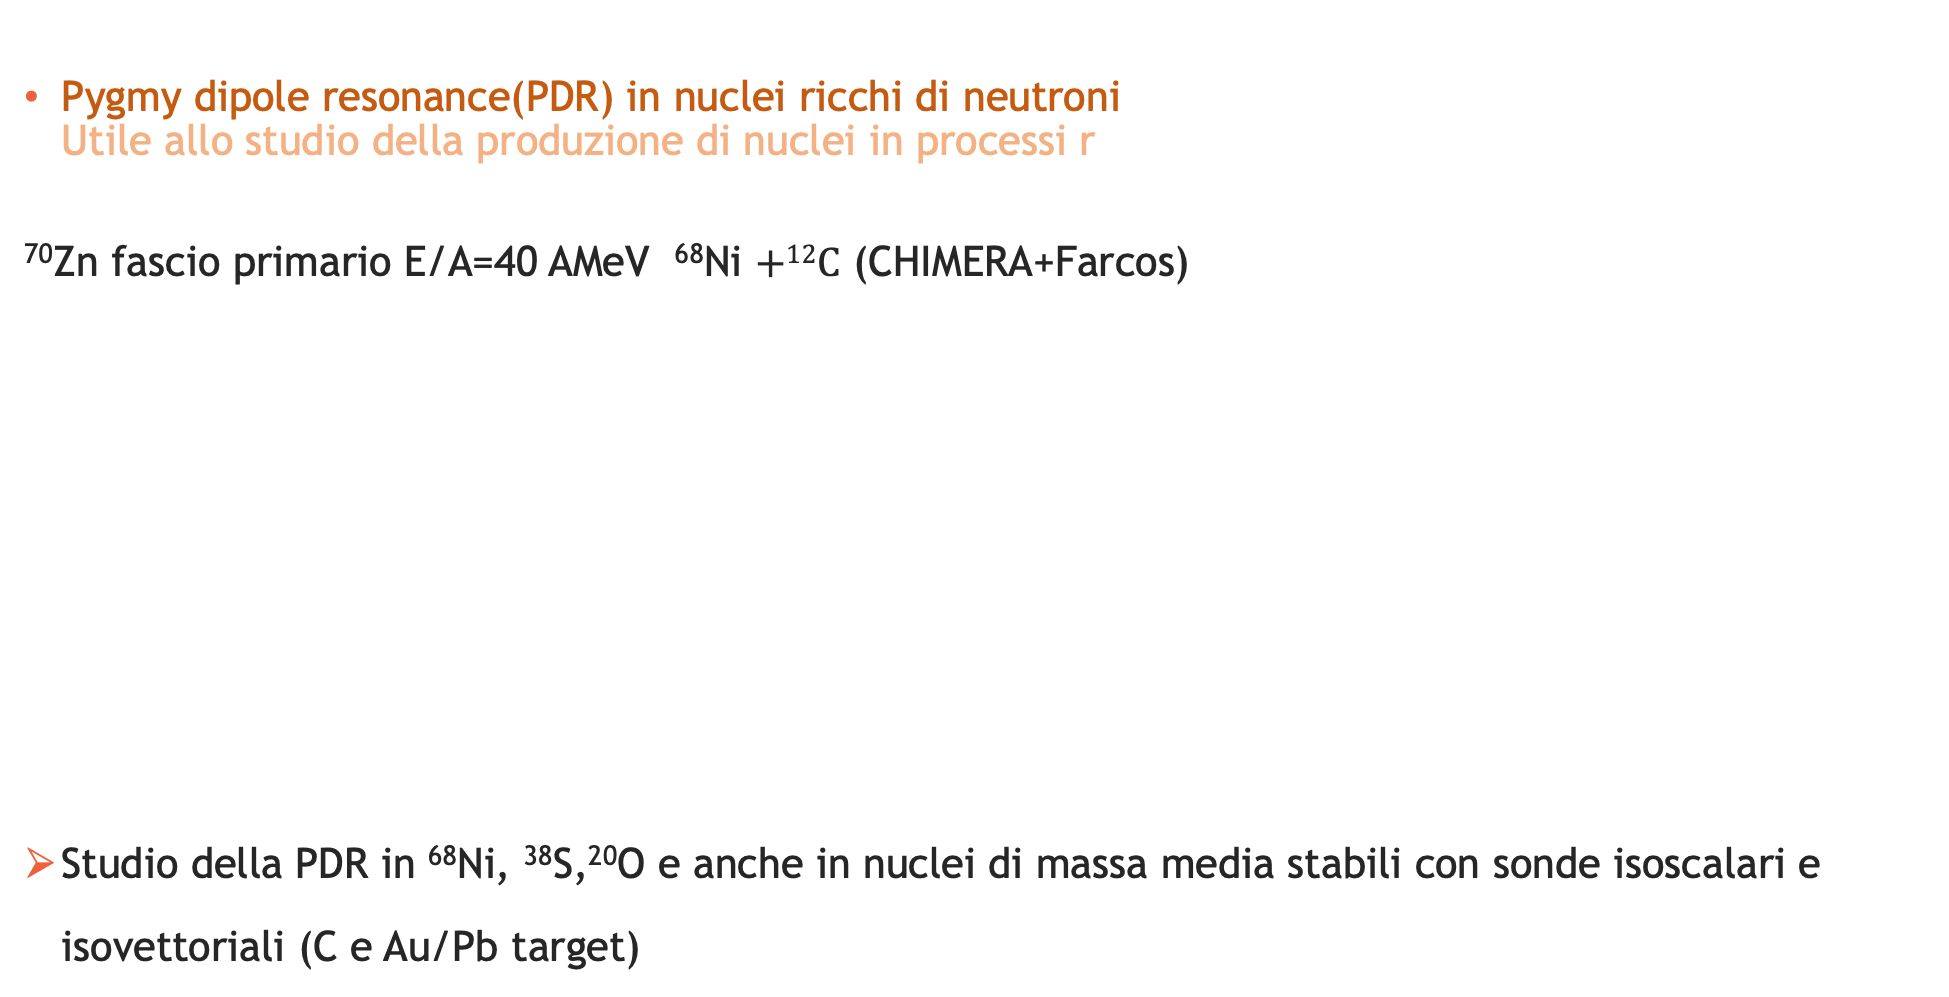 • Pygmy dipole resonance(PDR) in nuclei ricchi di neutroni
Utile allo studio della produzione di nuclei in processi r
⁷⁰Zn fascio primario E/A=40 AMeV ⁶⁸Ni +¹²C (CHIMERA+Farcos)
➢ Studio della PDR in ⁶⁸Ni, ³⁸S,²⁰O e anche in nuclei di massa media stabili con sonde isoscalari e
isovettoriali (C e Au/Pb target)